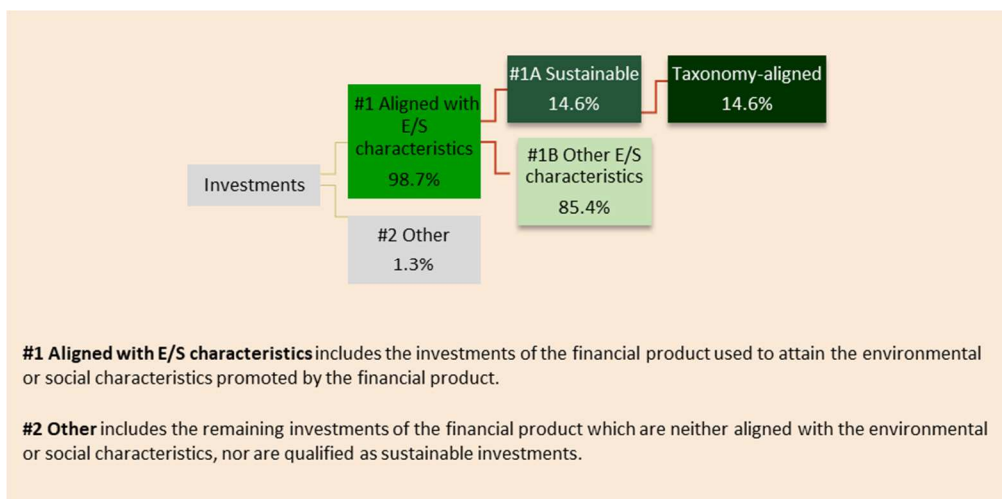 #1A Sustainable
14.6%
Taxonomy-aligned
14.6%
#1 Aligned with
E/S
characteristics
98.7%
#1B Other E/S
characteristics
85.4%
Investments
#2 Other
1.3%
#1 Aligned with E/S characteristics includes the investments of the financial product used to attain the environmental
or social characteristics promoted by the financial product.
#2 Other includes the remaining investments of the financial product which are neither aligned with the environmental
or social characteristics, nor are qualified as sustainable investments.